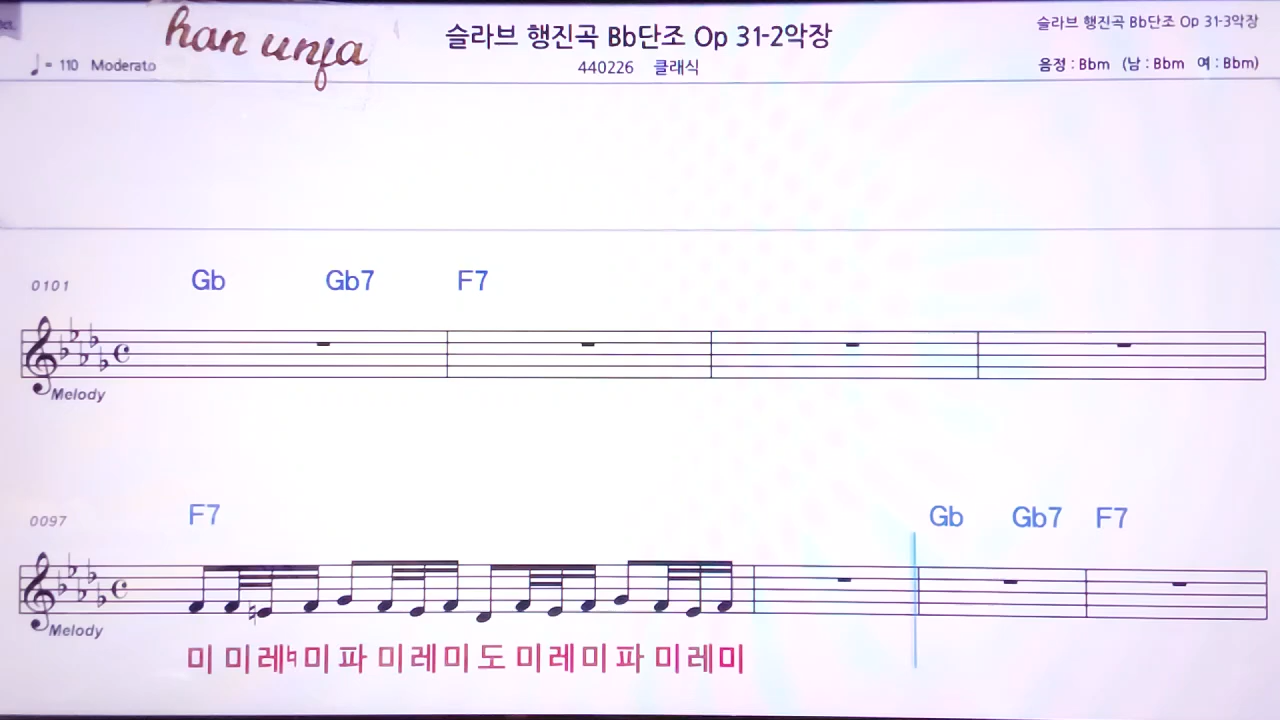 han unja
슬라브 행진곡 Bb단조 Op 31-2악장
슬라브 행진곡 Bb단조 Op 31-3악장
♩= 110 Moderato
440226 클래식
음정 : Bbm (남 : Bbm 여 : Bbm)
0101
Gb Gb7 F7
Melody
0097
F7 Gb Gb7 F7
Melody
미 미레♮미 파 미레미 도 미레미 파 미레미